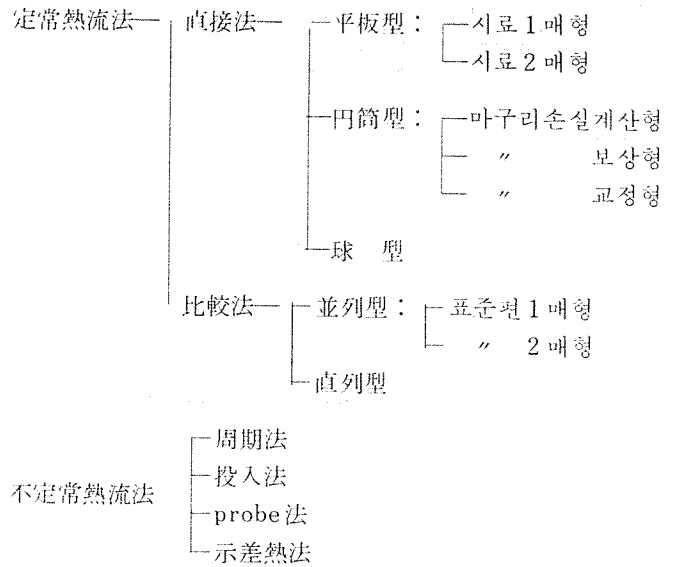 定常熱流法 直接法 平板型： 시료1매형
시료2매형
円筒型： 마구리손실계산형
〃 보상형
〃 교정형
球 型
比較法 並列型： 표준편1매형
〃 2매형
直列型
周期法
投入法
不定常熱流法
probe法
示差熱法